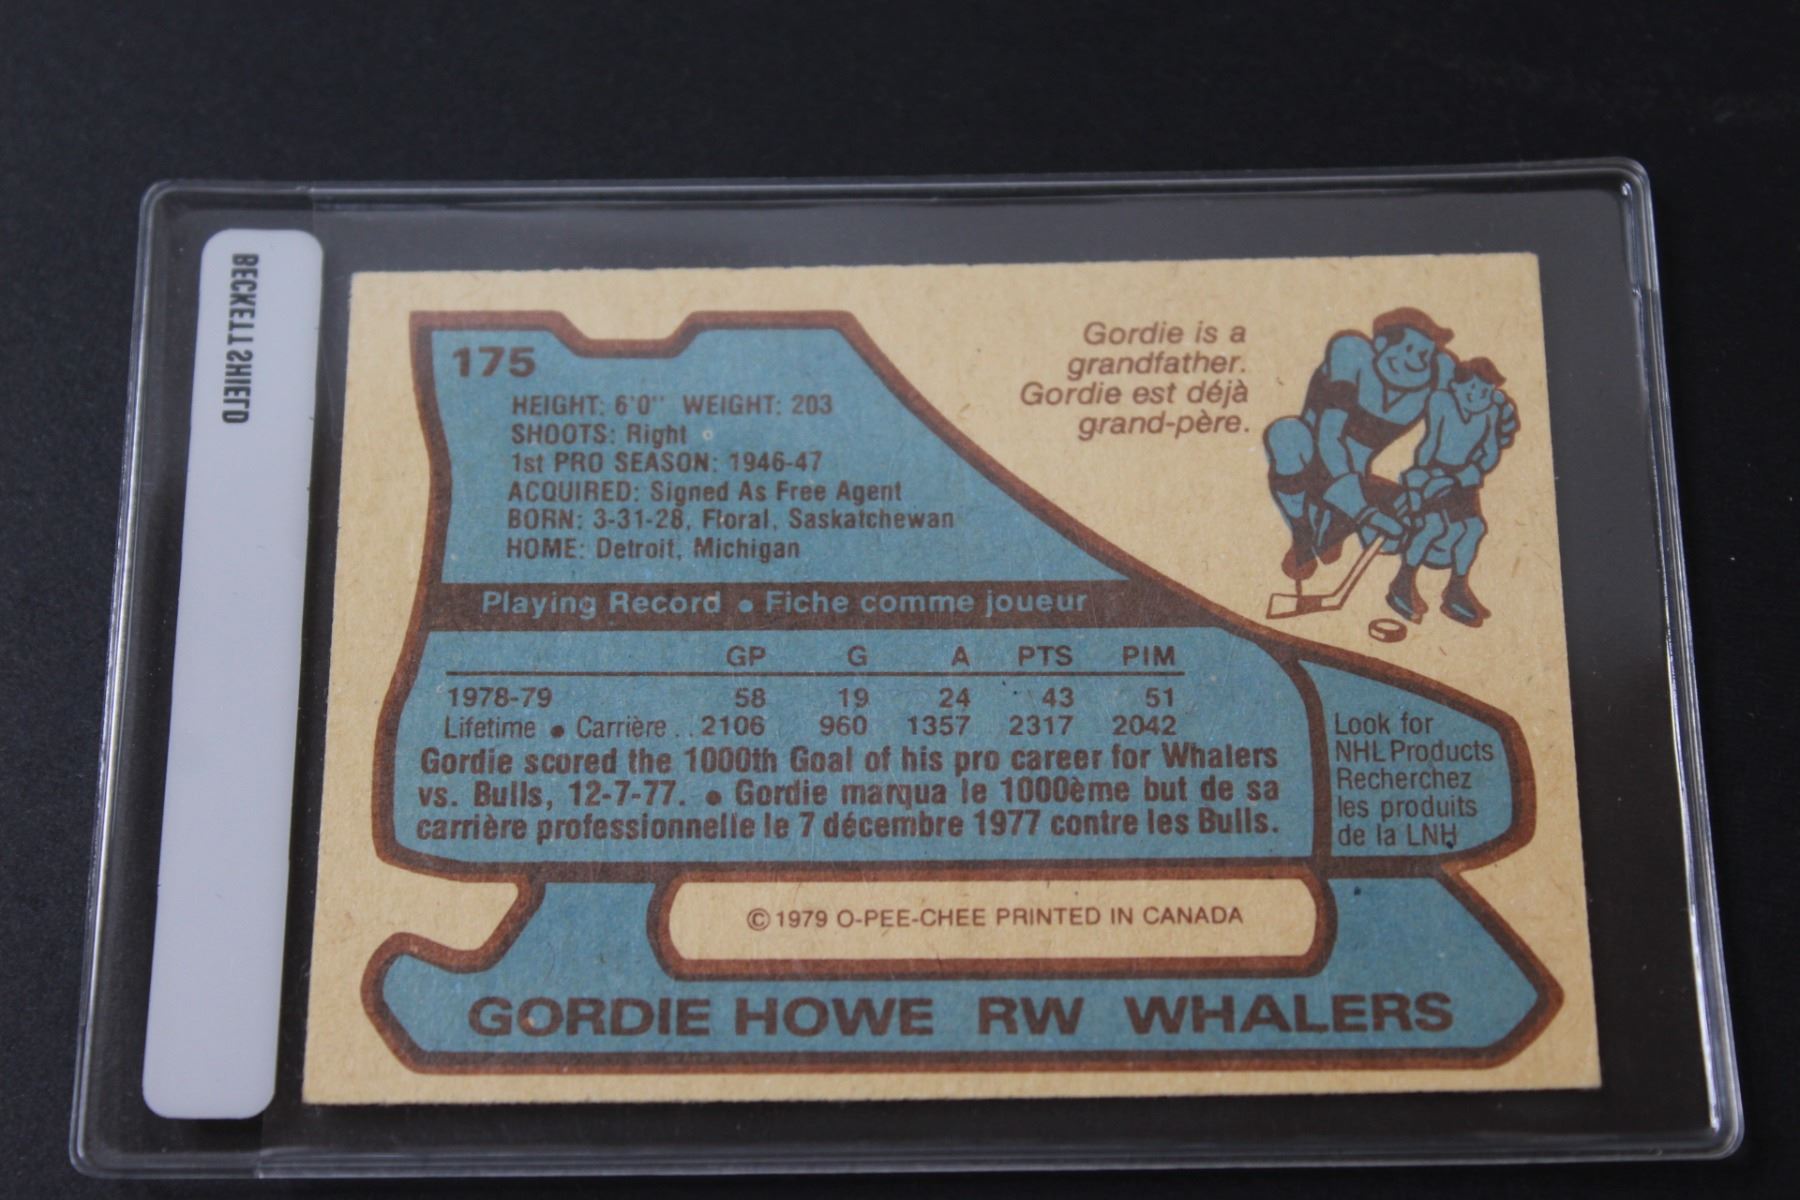 BECKETT SHIELD
175
HEIGHT: 6'0" WEIGHT: 203
SHOOTS: Right
1st PRO SEASON: 1946-47
ACQUIRED: Signed As Free Agent
BORN: 3-31-28, Floral, Saskatchewan
HOME: Detroit, Michigan
Gordie is a
grandfather.
Gordie est déjà
grand-père.
Playing Record • Fiche comme joueur
GP G A PTS PIM
1978-79 58 19 24 43 51
Lifetime • Carrière .. 2106 960 1357 2317 2042
Gordie scored the 1000th Goal of his pro career for Whalers
vs. Bulls, 12-7-77. • Gordie marqua le 1000ème but de sa
carrière professionnelle le 7 décembre 1977 contre les Bulls.
Look for
NHL Products
Recherchez
les produits
de la LNH
© 1979 O-PEE-CHEE PRINTED IN CANADA
GORDIE HOWE RW WHALERS